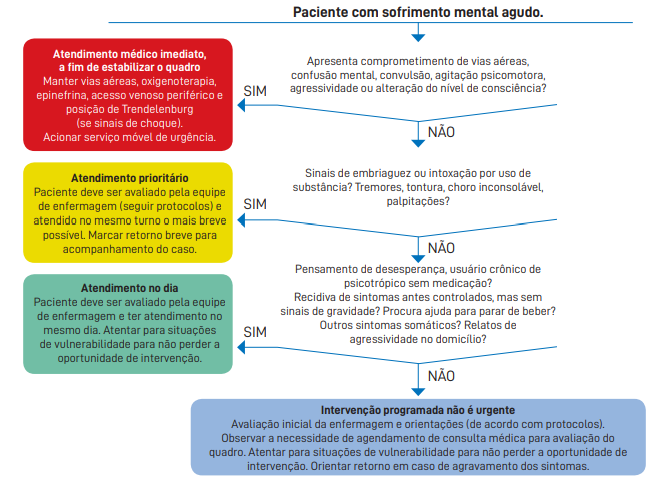 Paciente com sofrimento mental agudo.
Atendimento médico imediato,
a fim de estabilizar o quadro
Manter vias aéreas, oxigenoterapia,
epinefrina, acesso venoso periférico e
posição de Trendelenburg
(se sinais de choque).
Acionar serviço móvel de urgência.
SIM
Apresenta comprometimento de vias aéreas,
confusão mental, convulsão, agitação psicomotora,
agressividade ou alteração do nível de consciência?
NÃO
Atendimento prioritário
Paciente deve ser avaliado pela equipe
de enfermagem (seguir protocolos) e
atendido no mesmo turno o mais breve
possível. Marcar retorno breve para
acompanhamento do caso.
SIM
Sinais de embriaguez ou intoxicação por uso de
substância? Tremores, tontura, choro inconsolável,
palpitações?
NÃO
Atendimento no dia
Paciente deve ser avaliado pela equipe
de enfermagem e ter atendimento no
mesmo dia. Atentar para situações
de vulnerabilidade para não perder a
oportunidade de intervenção.
SIM
Pensamento de desesperança, usuário crônico de
psicotrópico sem medicação?
Recidiva de sintomas antes controlados, mas sem
sinais de gravidade? Procura ajuda para parar de beber?
Outros sintomas somáticos? Relatos de
agressividade no domicílio?
NÃO
Intervenção programada não é urgente
Avaliação inicial da enfermagem e orientações (de acordo com protocolos).
Observar a necessidade de agendamento de consulta médica para avaliação do
quadro. Atentar para situações de vulnerabilidade para não perder a oportunidade de
intervenção. Orientar retorno em caso de agravamento dos sintomas.